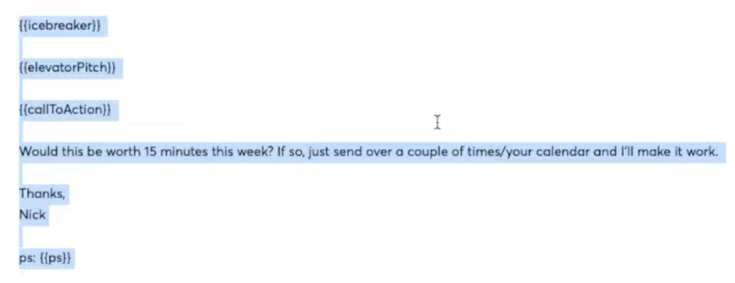 {{icebreaker}}
{{elevatorPitch}}
{{callToAction}}
Would this be worth 15 minutes this week? If so, just send over a couple of times/your calendar and I'll make it work.
Thanks,
Nick
ps: {{ps}}